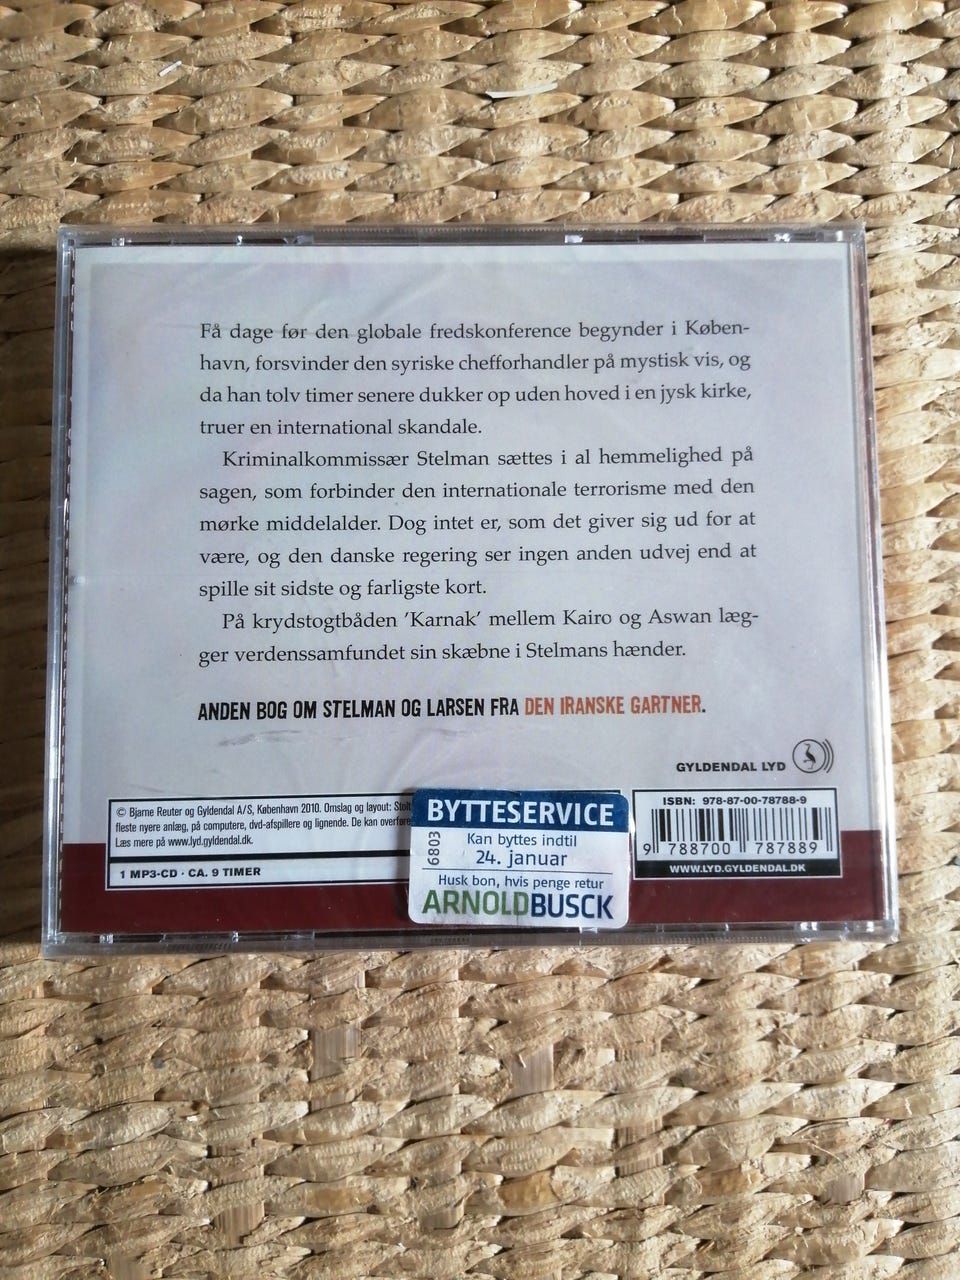 Få dage før den globale fredskonference begynder i Køben-
havn, forsvinder den syriske chefforhandler på mystisk vis, og
da han tolv timer senere dukker op uden hoved i en jysk kirke,
truer en international skandale.
Kriminalkommissær Stelman sættes i al hemmelighed på
sagen, som forbinder den internationale terrorisme med den
mørke middelalder. Dog intet er, som det giver sig ud for at
være, og den danske regering ser ingen anden udvej end at
spille sit sidste og farligste kort.
På krydstogtbåden ’Karnak’ mellem Kairo og Aswan læg-
ger verdenssamfundet sin skæbne i Stelmans hænder.
ANDEN BOG OM STELMAN OG LARSEN FRA DEN IRANSKE GARTNER.
GYLDENDAL LYD
© Bjarne Reuter og Gyldendal A/S, København 2010. Omslag og layout: Stolt
fleste nyere anlæg, på computere, dvd-afspillere og lignende. De kan overføre
Læs mere på www.lyd.gyldendal.dk.
1 MP3-CD · CA. 9 TIMER
BYTTESERVICE
6803
Kan byttes indtil
24. januar
Husk bon, hvis penge retur
ARNOLDBUSCK
ISBN: 978-87-00-78788-9
9 788700 787889
WWW.LYD.GYLDENDAL.DK